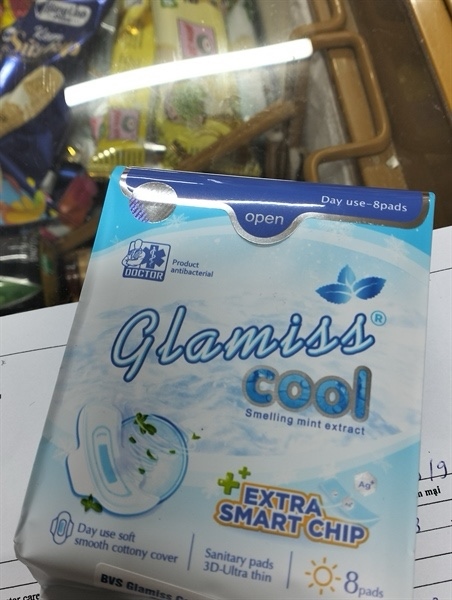 Day use-8pads
open
DOCTOR
Product
antibacterial
Glamiss®
cool
Smelling mint extract
Ag+
EXTRA
SMART CHIP
Day use soft
smooth cottony cover
Sanitary pads
3D-Ultra thin
8pads
BVS Glamiss